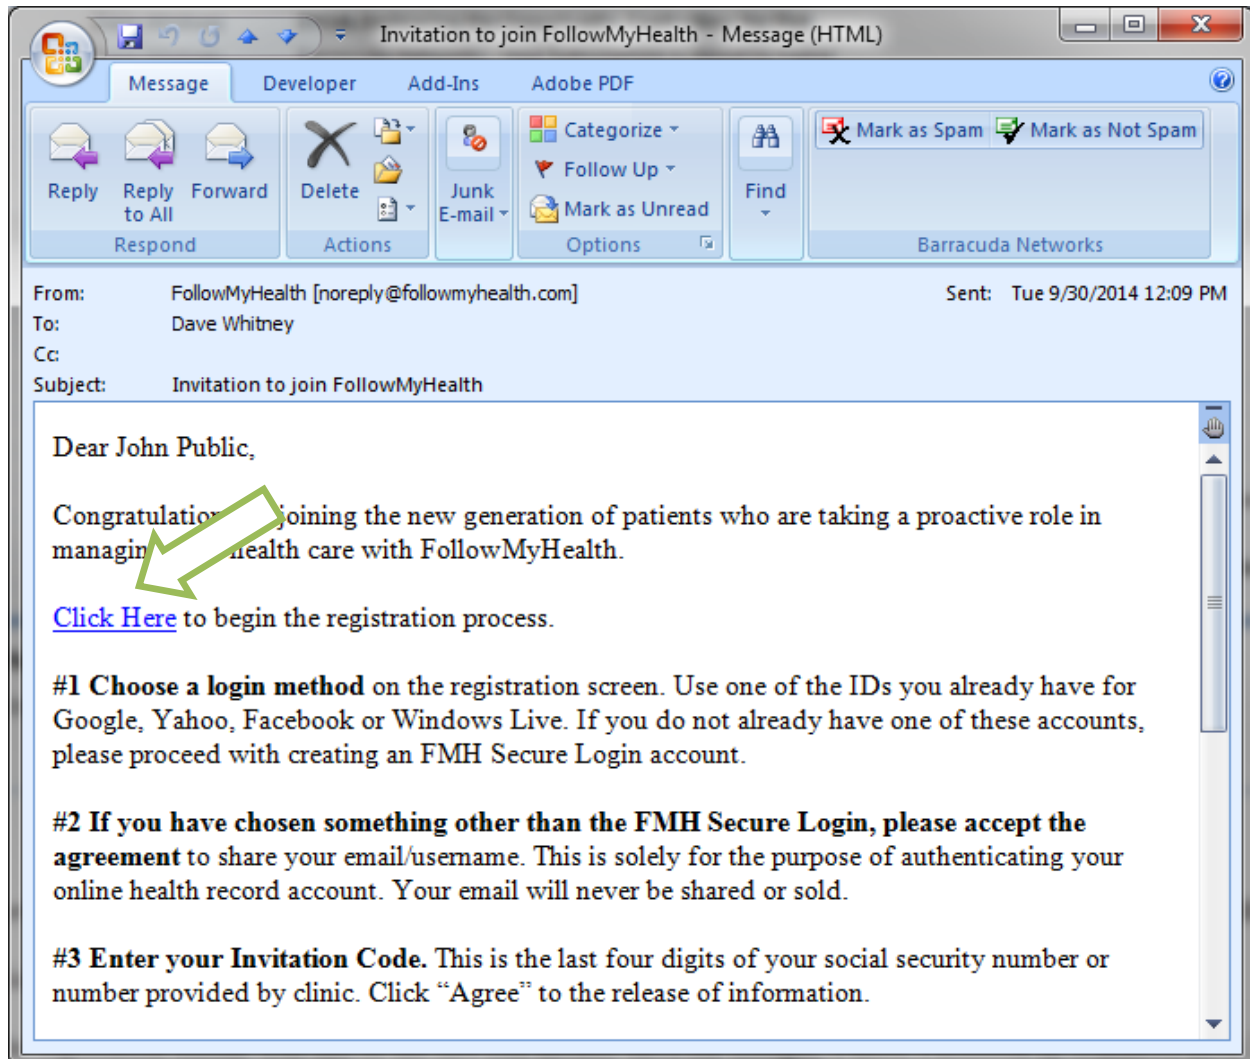 Invitation to join FollowMyHealth - Message (HTML)
Message Developer Add-Ins Adobe PDF
Reply
Reply to All
Forward
Respond
Delete
Actions
Junk E-mail
Categorize
Follow Up
Mark as Unread
Options
Find
Mark as Spam Mark as Not Spam
Barracuda Networks
From: FollowMyHealth [noreply@followmyhealth.com] Sent: Tue 9/30/2014 12:09 PM
To: Dave Whitney
Cc:
Subject: Invitation to join FollowMyHealth
Dear John Public,
joining the new generation of patients who are taking a proactive role in
health care with FollowMyHealth.
Click Here to begin the registration process.
#1 Choose a login method on the registration screen. Use one of the IDs you already have for
Google, Yahoo, Facebook or Windows Live. If you do not already have one of these accounts,
please proceed with creating an FMH Secure Login account.
#2 If you have chosen something other than the FMH Secure Login, please accept the
agreement to share your email/username. This is solely for the purpose of authenticating your
online health record account. Your email will never be shared or sold.
#3 Enter your Invitation Code. This is the last four digits of your social security number or
number provided by clinic. Click “Agree” to the release of information.